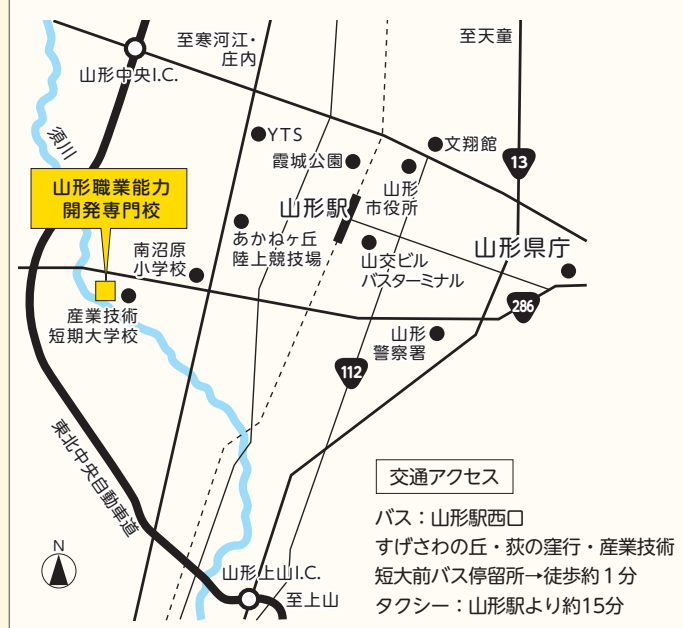 至寒河江・
庄内
至天童
山形中央I.C.
YTS
文翔館
須川
霞城公園
13
山形
市役所
山形職業能力
開発専門校
山形駅
あかねヶ丘
陸上競技場
山交ビル
バスターミナル
山形県庁
南沼原
小学校
産業技術
短期大学校
286
山形
警察署
112
東北中央自動車道
交通アクセス
バス：山形駅西口
すげさわの丘・荻の窪行・産業技術
短大前バス停留所→徒歩約１分
タクシー：山形駅より約15分
N
山形上山I.C.
至上山